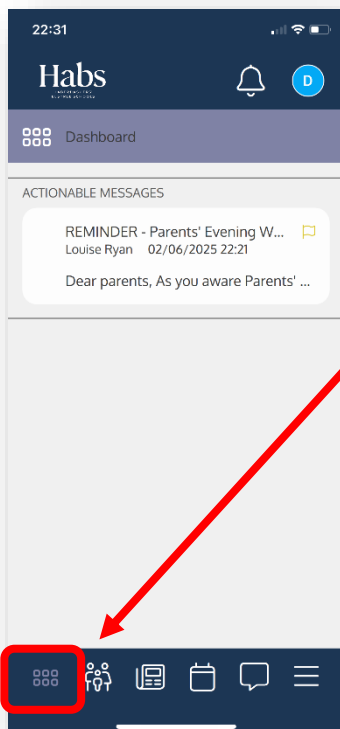 22:31
Habs
D
Dashboard
ACTIONABLE MESSAGES
REMINDER - Parents' Evening W...
Louise Ryan 02/06/2025 22:21
Dear parents, As you aware Parents' ...